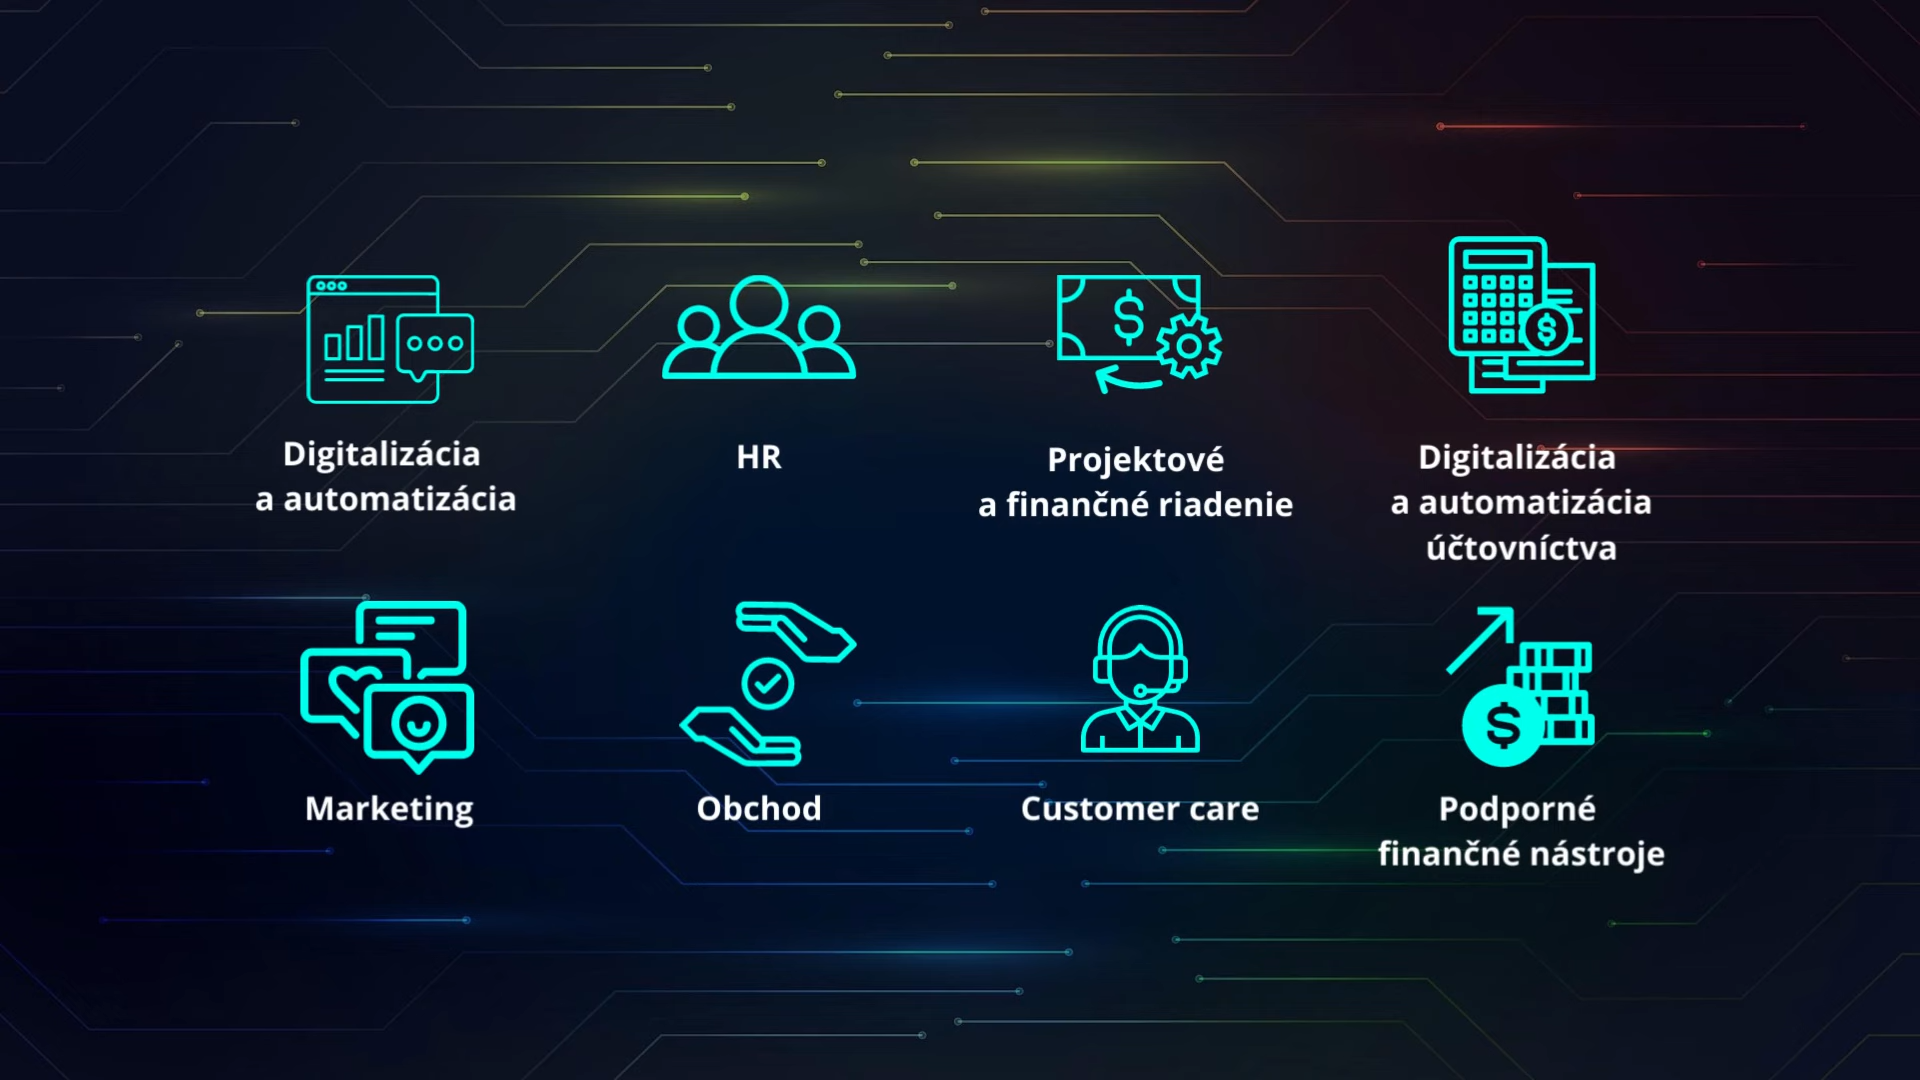 Digitalizácia
a automatizácia
HR
Projektové
a finančné riadenie
Digitalizácia
a automatizácia
účtovníctva
Marketing
Obchod
Customer care
Podporné
finančné nástroje